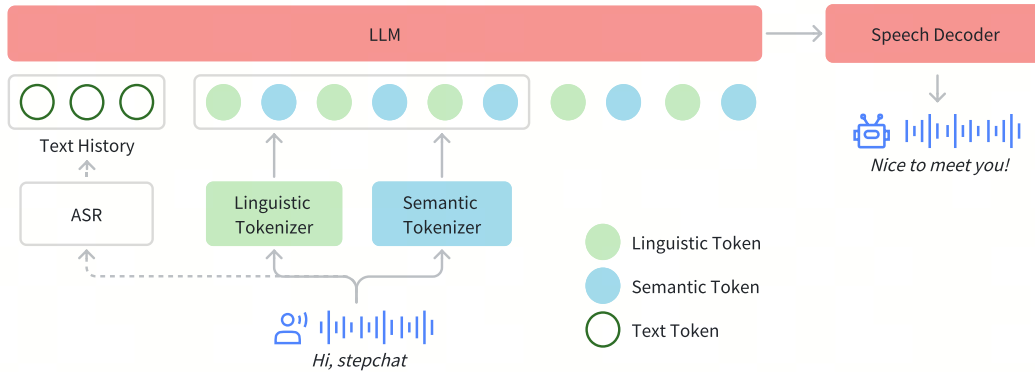 LLM
Speech Decoder
Text History
Nice to meet you!
ASR
Linguistic
Tokenizer
Semantic
Tokenizer
Linguistic Token
Semantic Token
Text Token
Hi, stepchat